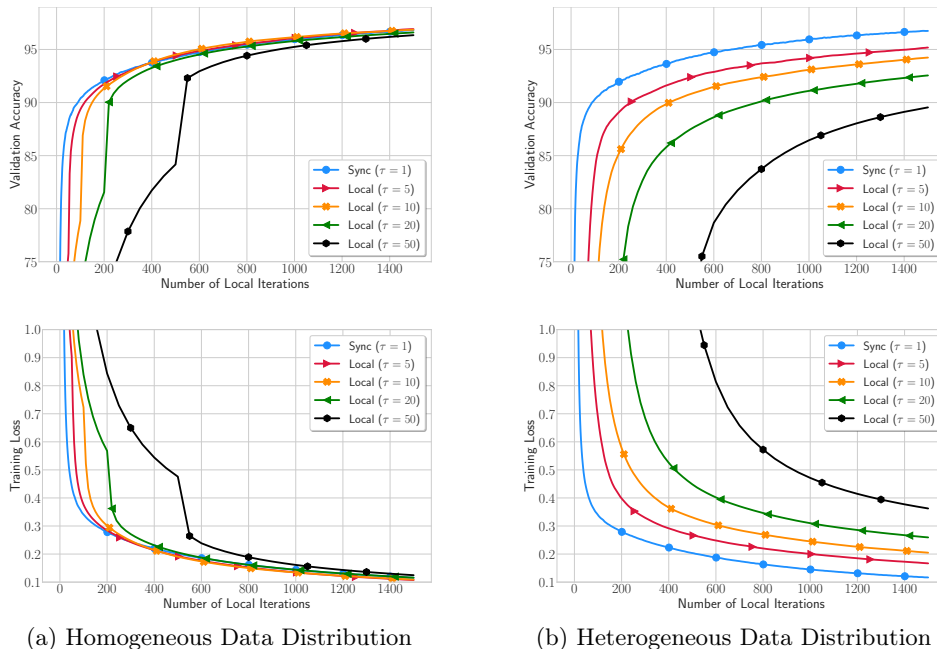 95
90
85
80
75
Validation Accuracy
0 200 400 600 800 1000 1200 1400
Number of Local Iterations
Sync (τ = 1)
Local (τ = 5)
Local (τ = 10)
Local (τ = 20)
Local (τ = 50)
95
90
85
80
75
Validation Accuracy
0 200 400 600 800 1000 1200 1400
Number of Local Iterations
Sync (τ = 1)
Local (τ = 5)
Local (τ = 10)
Local (τ = 20)
Local (τ = 50)
1.0
0.9
0.8
0.7
0.6
0.5
0.4
0.3
0.2
0.1
Training Loss
0 200 400 600 800 1000 1200 1400
Number of Local Iterations
Sync (τ = 1)
Local (τ = 5)
Local (τ = 10)
Local (τ = 20)
Local (τ = 50)
1.0
0.9
0.8
0.7
0.6
0.5
0.4
0.3
0.2
0.1
Training Loss
0 200 400 600 800 1000 1200 1400
Number of Local Iterations
Sync (τ = 1)
Local (τ = 5)
Local (τ = 10)
Local (τ = 20)
Local (τ = 50)
(a) Homogeneous Data Distribution
(b) Heterogeneous Data Distribution